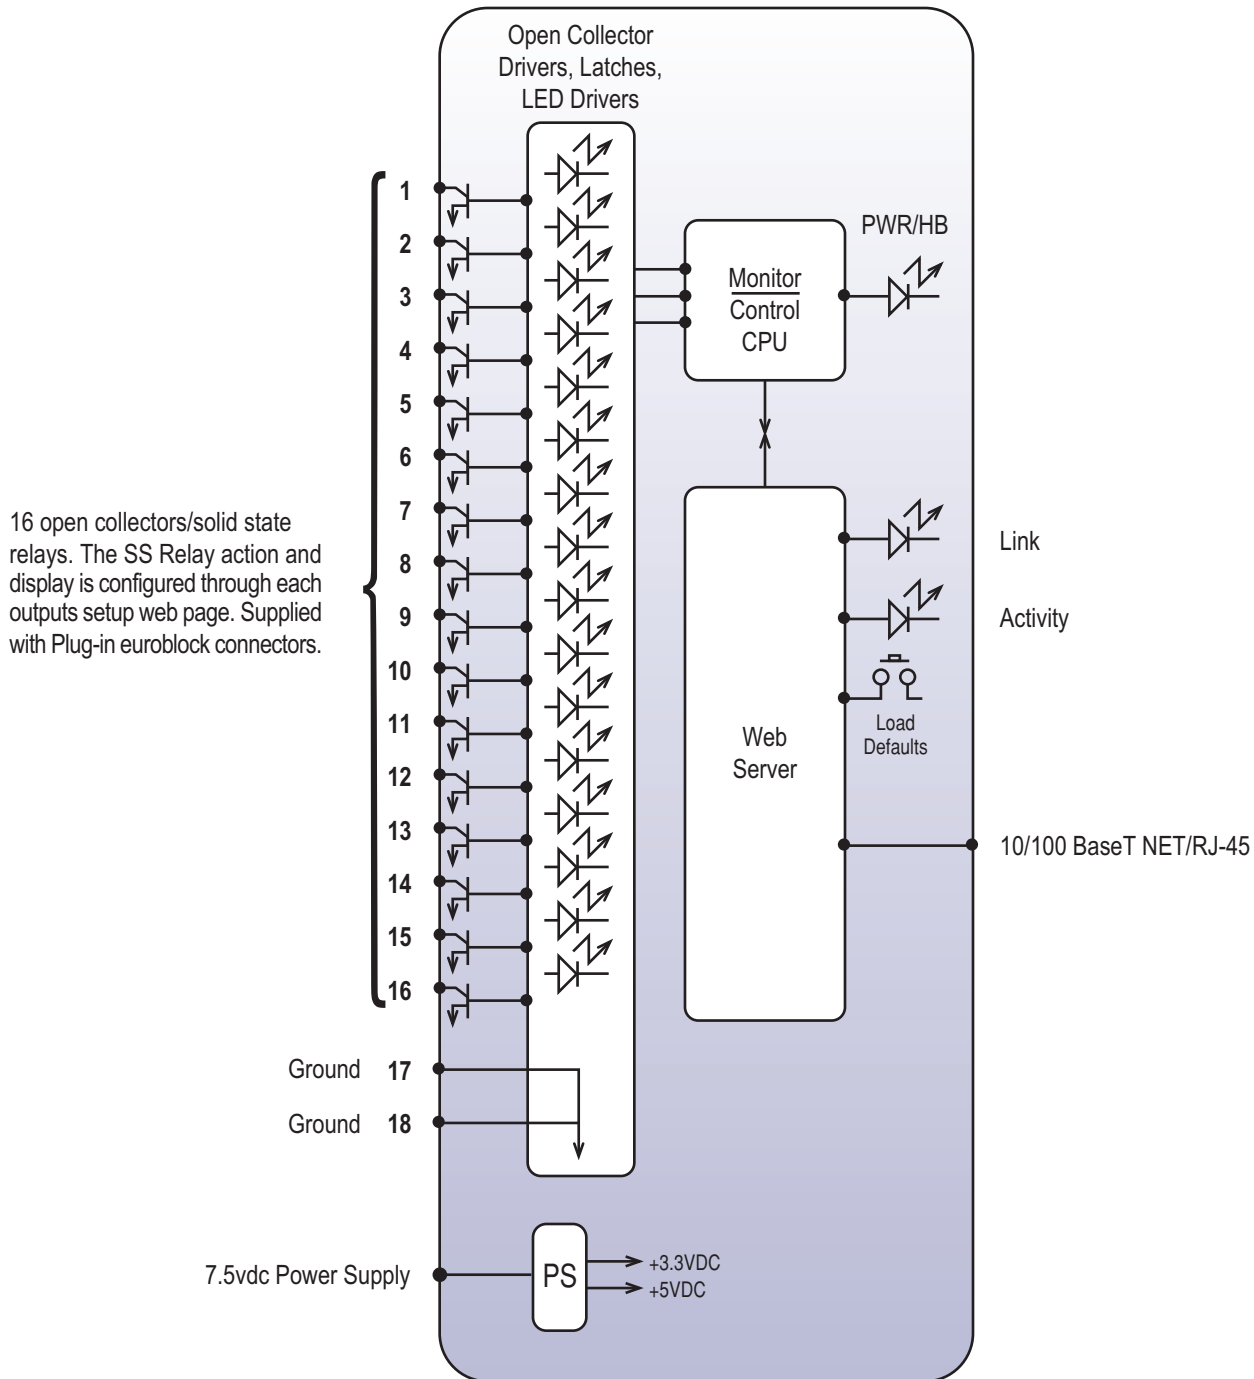 Open Collector
Drivers, Latches,
LED Drivers
1
2
3
4
5
6
7
8
9
10
11
12
13
14
15
16
16 open collectors/solid state
relays. The SS Relay action and
display is configured through each
outputs setup web page. Supplied
with Plug-in euroblock connectors.
Ground 17
Ground 18
7.5vdc Power Supply
PS
+3.3VDC
+5VDC
Monitor
Control
CPU
PWR/HB
Web
Server
Link
Activity
Load
Defaults
10/100 BaseT NET/RJ-45